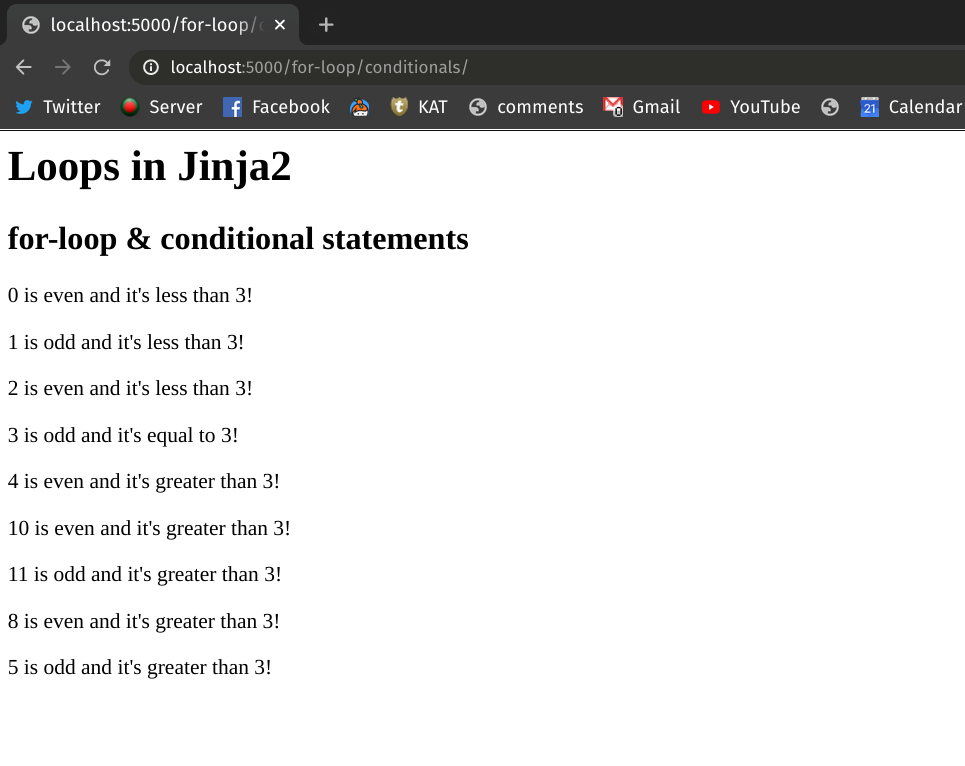 localhost:5000/for-loop/
localhost:5000/for-loop/conditionals/
Twitter Server Facebook KAT comments Gmail YouTube 21 Calendar
Loops in Jinja2
for-loop & conditional statements
0 is even and it's less than 3!
1 is odd and it's less than 3!
2 is even and it's less than 3!
3 is odd and it's equal to 3!
4 is even and it's greater than 3!
10 is even and it's greater than 3!
11 is odd and it's greater than 3!
8 is even and it's greater than 3!
5 is odd and it's greater than 3!